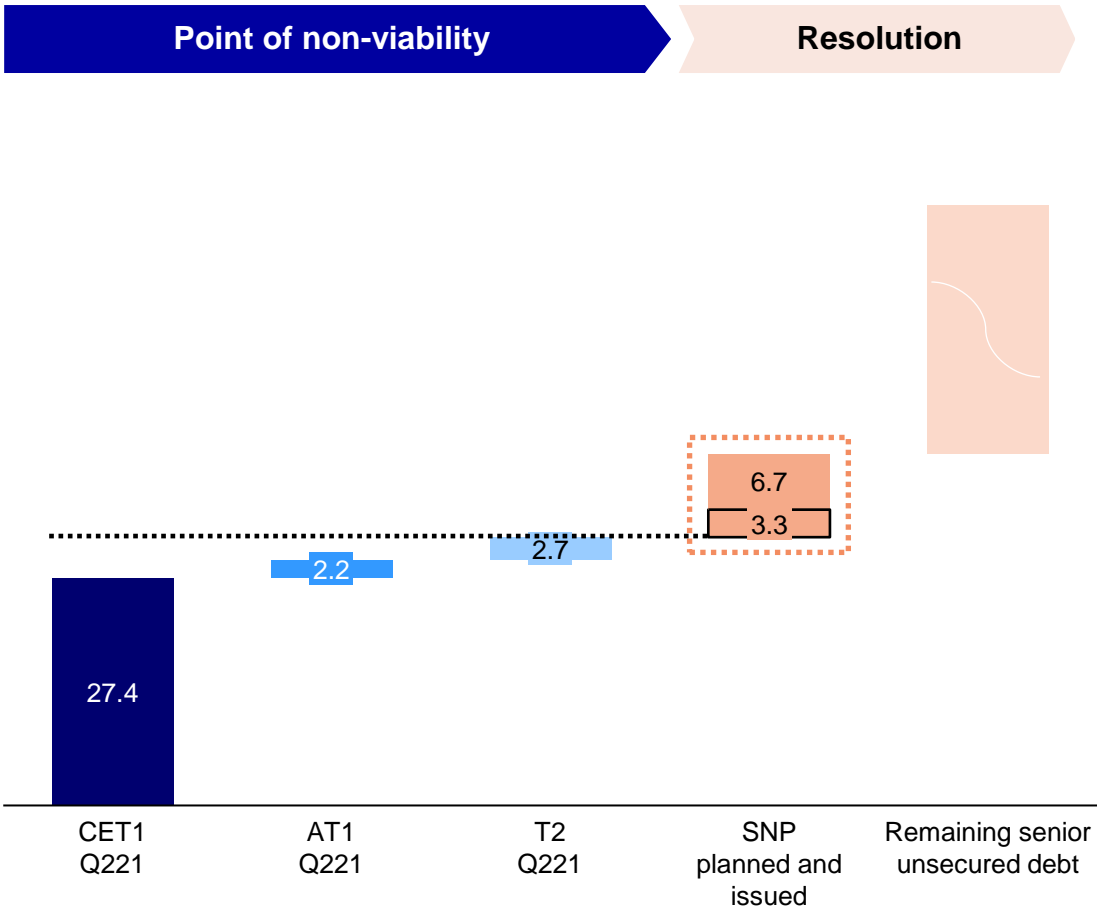 Point of non-viability
Resolution
6.7
3.3
2.7
2.2
27.4
CET1
Q221
AT1
Q221
T2
Q221
SNP
planned and
issued
Remaining senior
unsecured debt